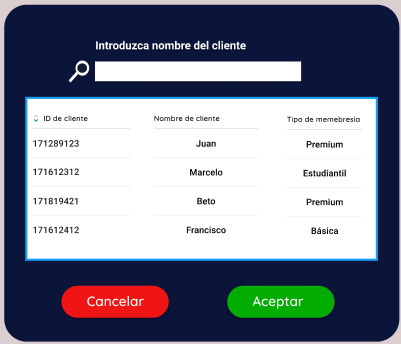 Introduzca nombre del cliente
ID de cliente Nombre de cliente Tipo de memebresia
171289123 Juan Premium
171612312 Marcelo Estudiantil
171819421 Beto Premium
171612412 Francisco Básica
Cancelar Aceptar